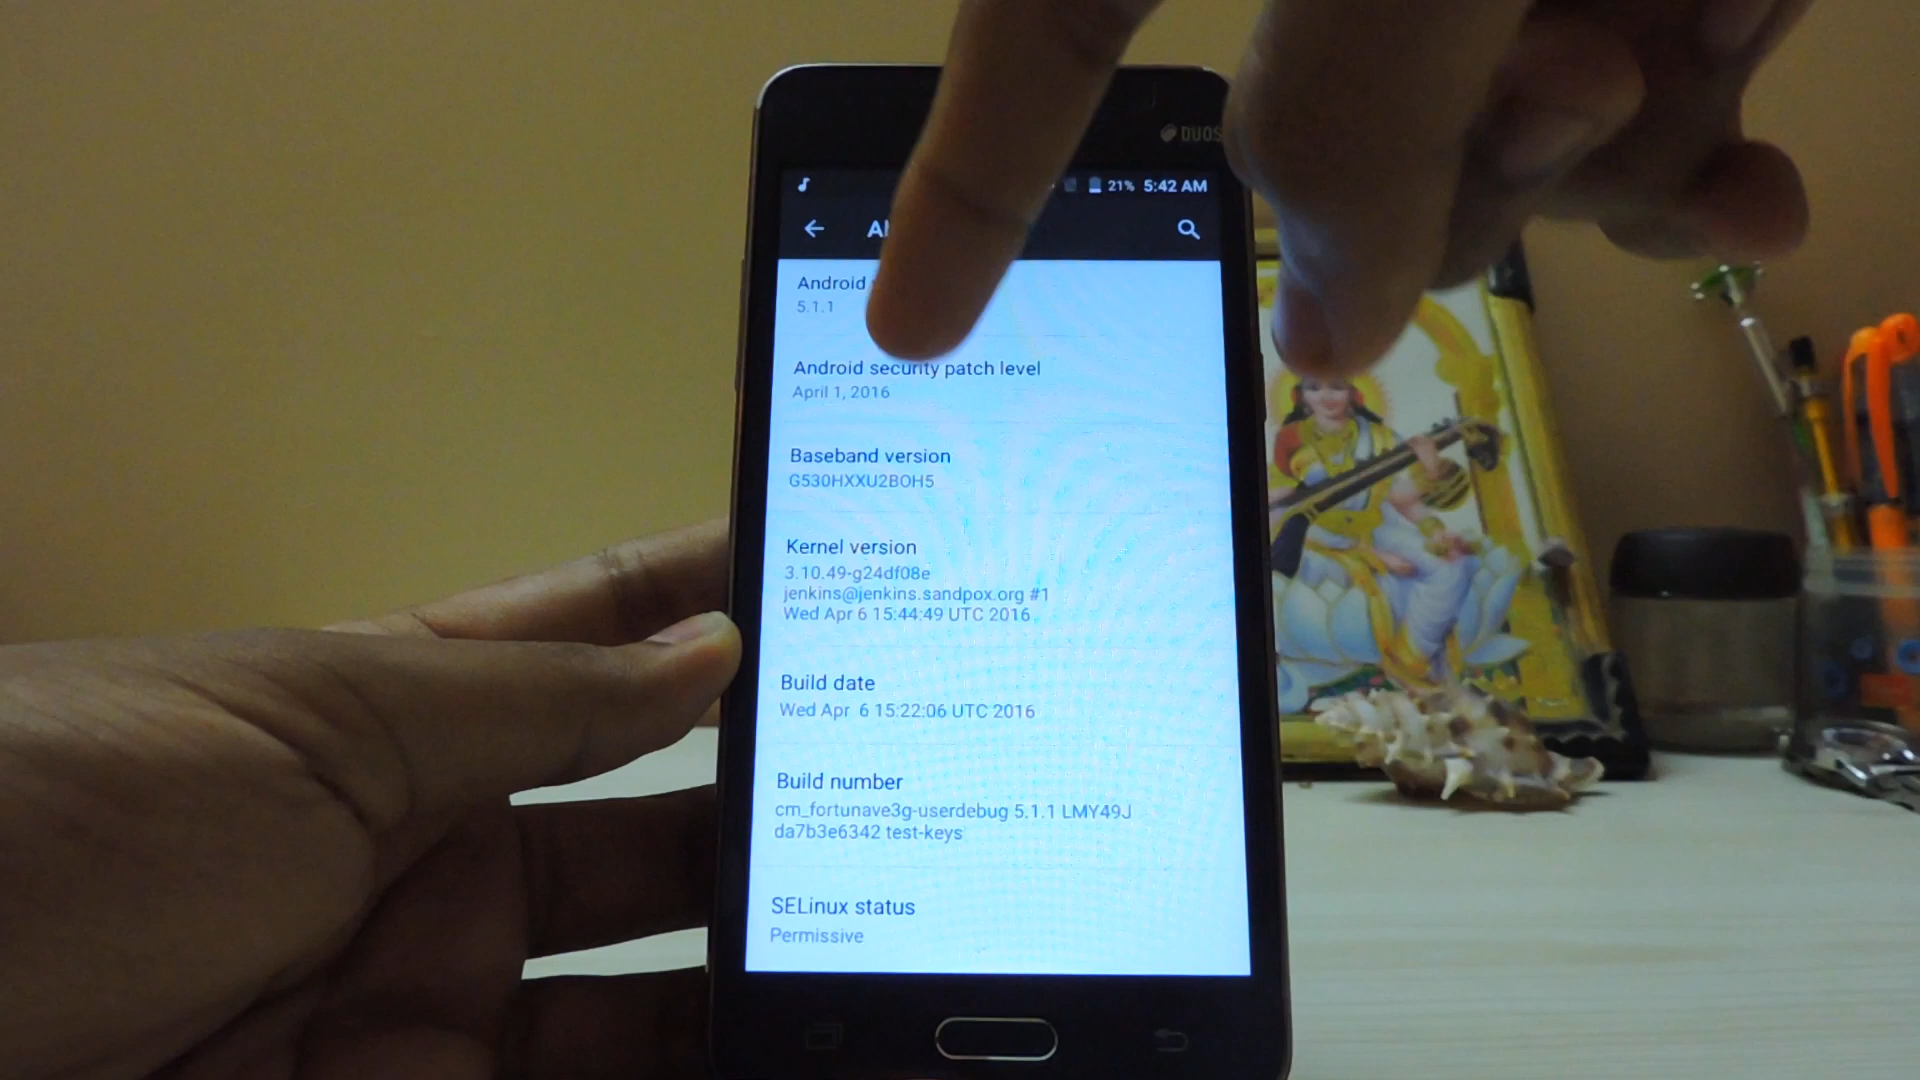 DUOS
21% 5:42 AM
Android
5.1.1
Android security patch level
April 1, 2016
Baseband version
G530HXXU2BOH5
Kernel version
3.10.49-g24df08e
jenkins@jenkins.sandpox.org #1
Wed Apr 6 15:44:49 UTC 2016
Build date
Wed Apr 6 15:22:06 UTC 2016
Build number
cm_fortunave3g-userdebug 5.1.1 LMY49J
da7b3e6342 test-keys
SELinux status
Permissive